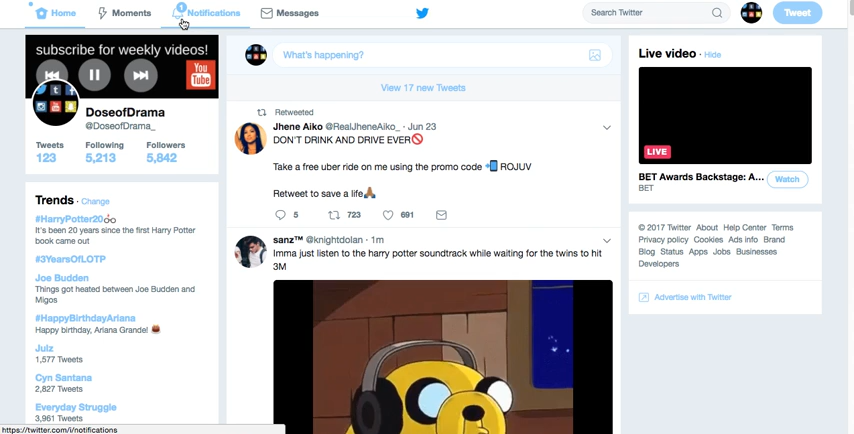 Home
Moments
1
Notifications
Messages
Search Twitter
Tweet
subscribe for weekly videos!
You
Tube
DoseofDrama
@DoseofDrama_
Tweets Following Followers
123 5,213 5,842
Trends · Change
#HarryPotter20
It's been 20 years since the first Harry
Potter book came out
#3YearsOfLOTP
Joe Budden
Things got heated between Joe Budden and
Migos
#HappyBirthdayAriana
Happy birthday, Ariana Grande!
Julz
1,577 Tweets
Cyn Santana
2,827 Tweets
Everyday Struggle
3,961 Tweets
https://twitter.com/i/notifications
What's happening?
View 17 new Tweets
Retweeted
Jhene Aiko @RealJheneAiko_ · Jun 23
DON'T DRINK AND DRIVE EVER🚫
Take a free uber ride on me using the promo code 📲 ROJUV
Retweet to save a life🙏🏽
5 723 691
sanz™ @knightdolan · 1m
Imma just listen to the harry potter soundtrack while waiting for the twins to hit
3M
Live video · Hide
LIVE
BET Awards Backstage: A...
BET
Watch
© 2017 Twitter About Help Center Terms
Privacy policy Cookies Ads info Brand
Blog Status Apps Jobs Businesses
Developers
Advertise with Twitter